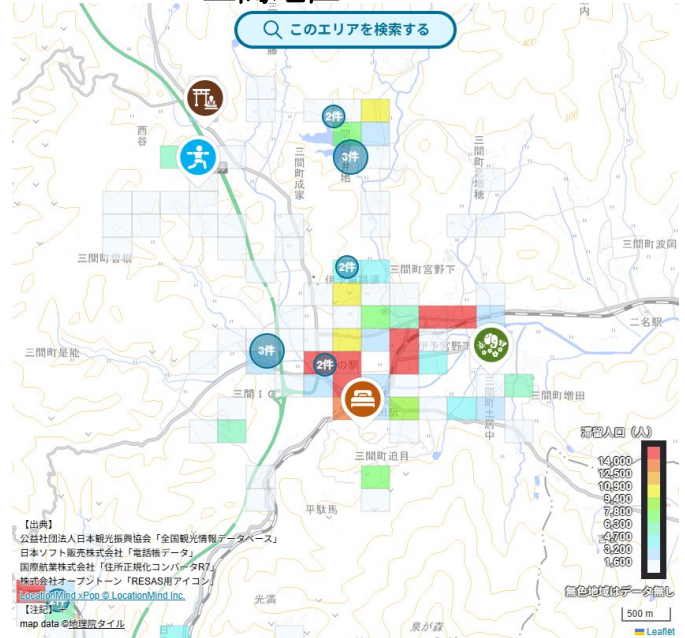 このエリアを検索する
西谷
三間町成家
2件
3件
三間町曽根
2件
三間町宮野下
三間町波岡
三間町是能
3件
2件
の駅
二名駅
三間ＩＣ
三間町土居中
三間町増田
三間町迫目
平駄馬
滞留人口（人）
14,000
12,500
10,900
9,400
7,800
6,300
4,700
3,200
1,600
無色地域はデータ無し
【出典】
公益社団法人日本観光振興協会「全国観光情報データベース」
日本ソフト販売株式会社「電話帳データ」
国際航業株式会社「住所正規化コンバータR7」
株式会社オープントーン「RESAS用アイコン」
LocationMind xPop © LocationMind Inc.
【注記】
map data ©地理院タイル
光満
泉が森
500 m
Leaflet